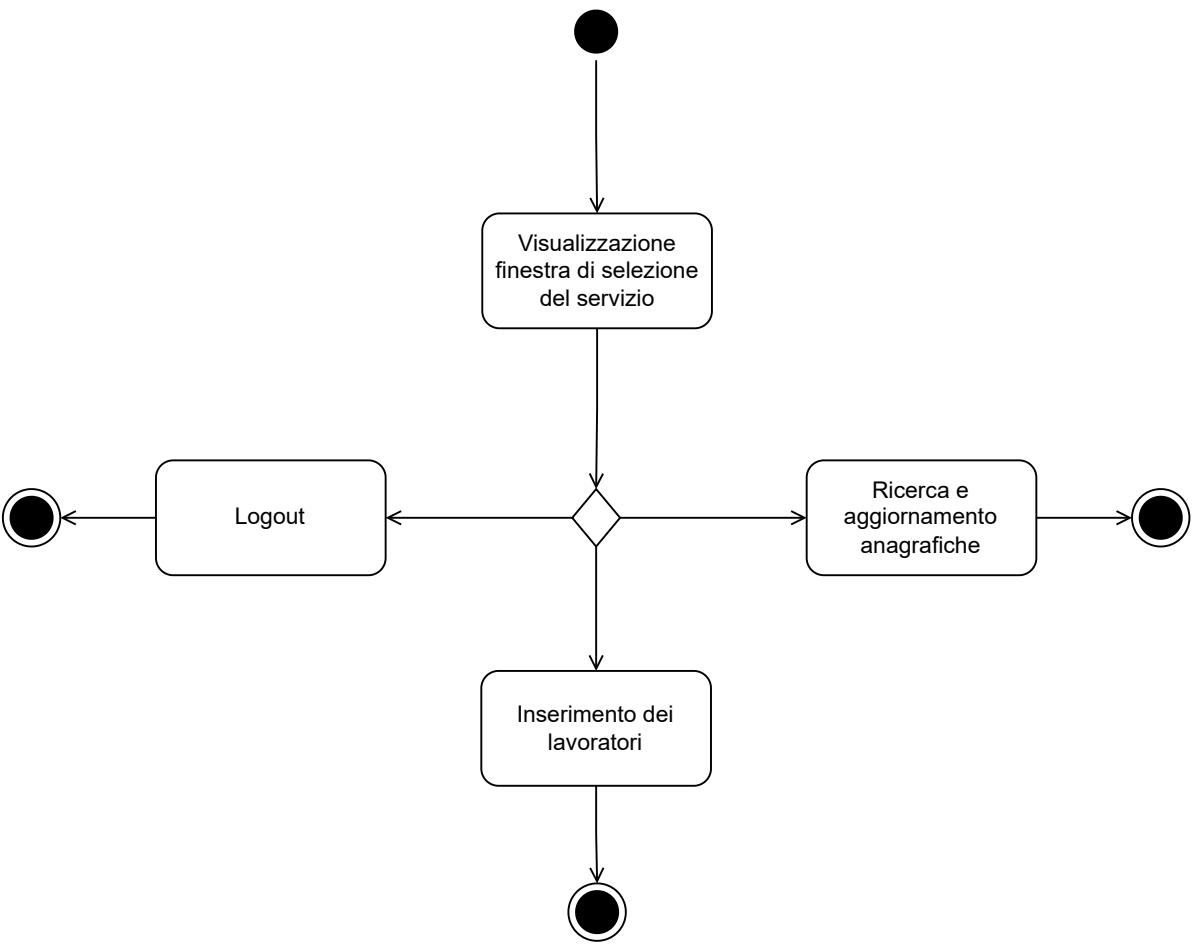 Visualizzazione
finestra di selezione
del servizio
Logout
Ricerca e
aggiornamento
anagrafiche
Inserimento dei
lavoratori